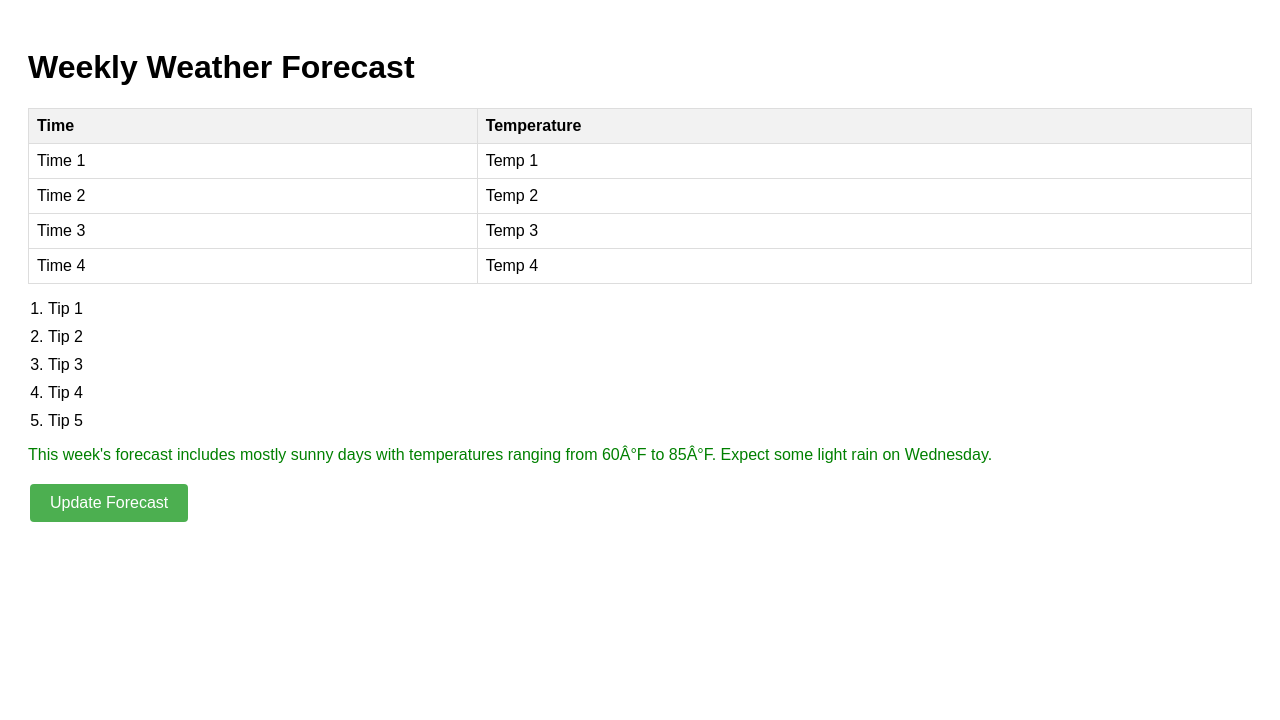 Weekly Weather Forecast
Time Temperature
Time 1 Temp 1
Time 2 Temp 2
Time 3 Temp 3
Time 4 Temp 4
1. Tip 1
2. Tip 2
3. Tip 3
4. Tip 4
5. Tip 5
This week's forecast includes mostly sunny days with temperatures ranging from 60Â°F to 85Â°F. Expect some light rain on Wednesday.
Update Forecast